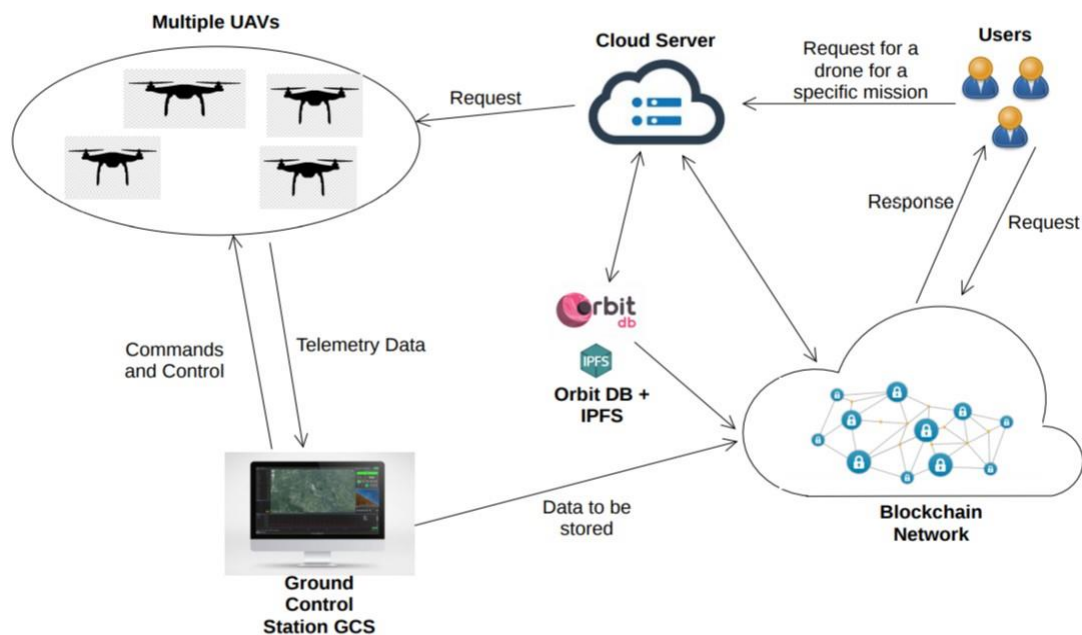 Multiple UAVs
Cloud Server
Users
Request for a
drone for a
specific mission
Request
Response
Request
Commands
and Control
Telemetry Data
orbit
db
IPFS
Orbit DB +
IPFS
Data to be
stored
Blockchain
Network
Ground
Control
Station GCS